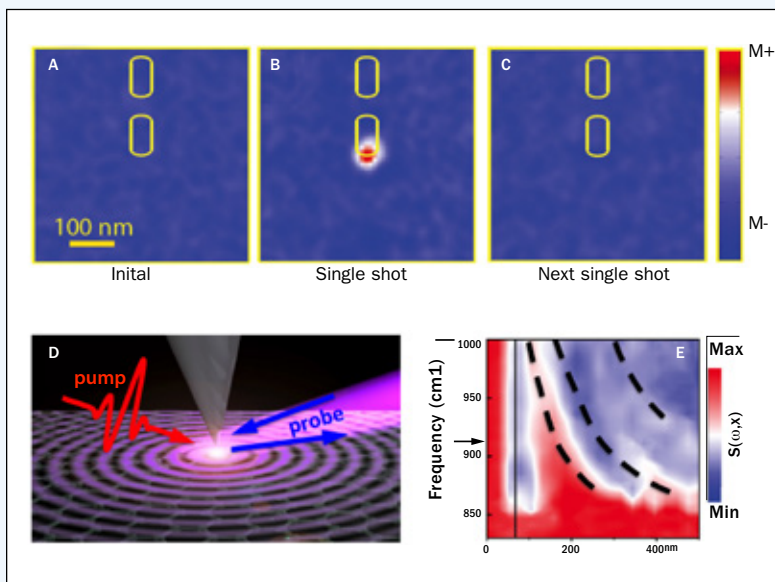 A
B
C
M+
M-
100 nm
Inital
Single shot
Next single shot
D
pump
probe
E
Frequency (cm1)
1000
950
900
850
0
200
400nm
Max
S(ω,x)
Min